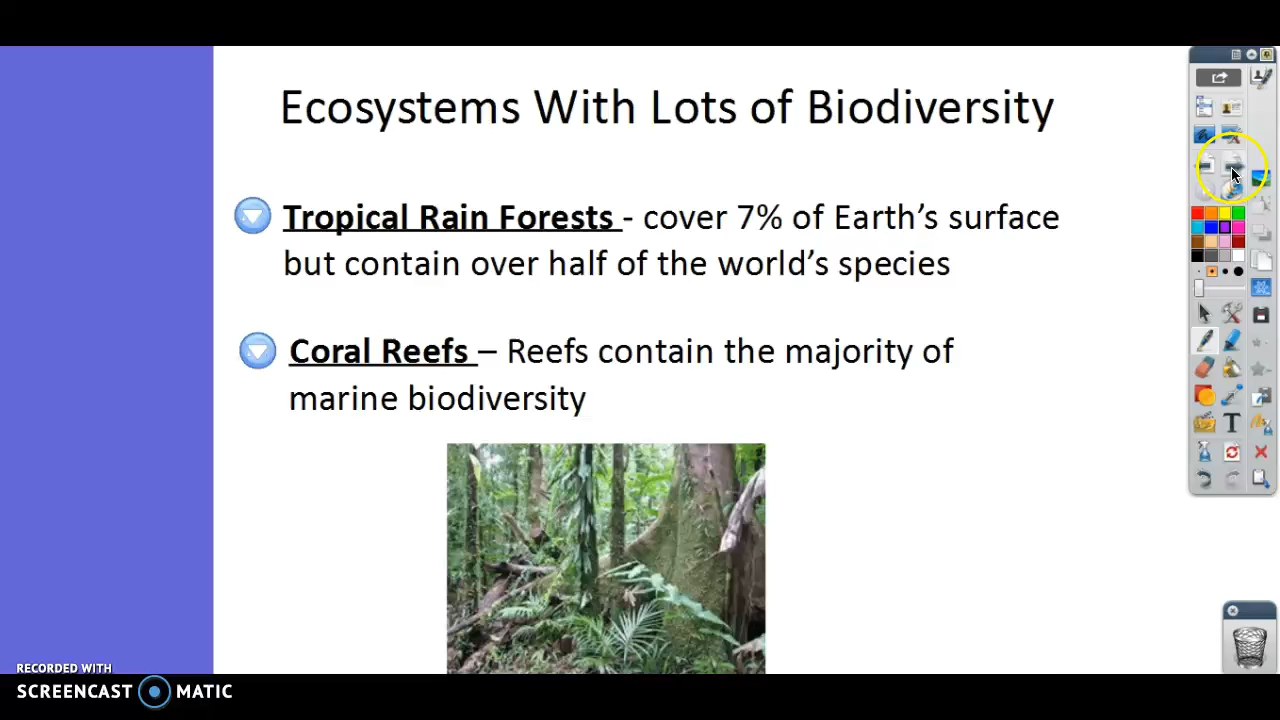 Ecosystems With Lots of Biodiversity
Tropical Rain Forests - cover 7% of Earth’s surface
but contain over half of the world’s species
Coral Reefs – Reefs contain the majority of
marine biodiversity
T
RECORDED WITH
SCREENCAST MATIC